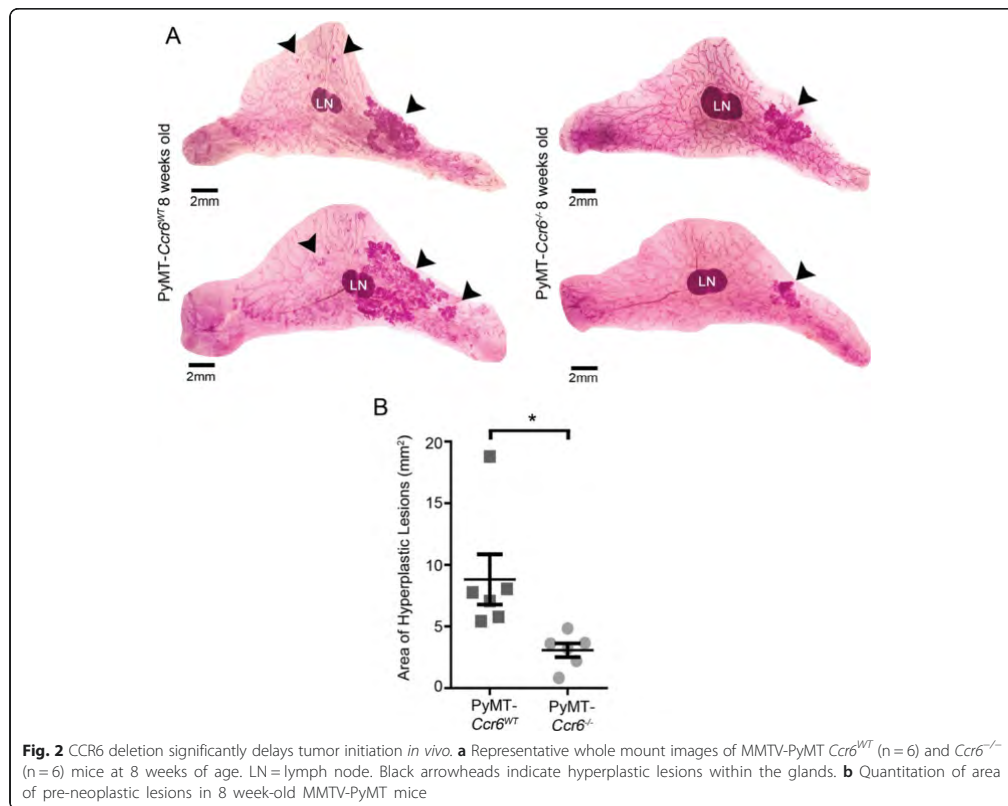 A
PyMT-Ccr6WT 8 weeks old
LN
2mm
LN
2mm
PyMT-Ccr6-/- 8 weeks old
LN
2mm
LN
2mm
B
*
Area of Hyperplastic Lesions (mm²)
20
15
10
5
0
PyMT-
Ccr6WT
PyMT-
Ccr6-/-
Fig. 2 CCR6 deletion significantly delays tumor initiation in vivo. a Representative whole mount images of MMTV-PyMT Ccr6WT (n = 6) and Ccr6−/−
(n = 6) mice at 8 weeks of age. LN = lymph node. Black arrowheads indicate hyperplastic lesions within the glands. b Quantitation of area
of pre-neoplastic lesions in 8 week-old MMTV-PyMT mice